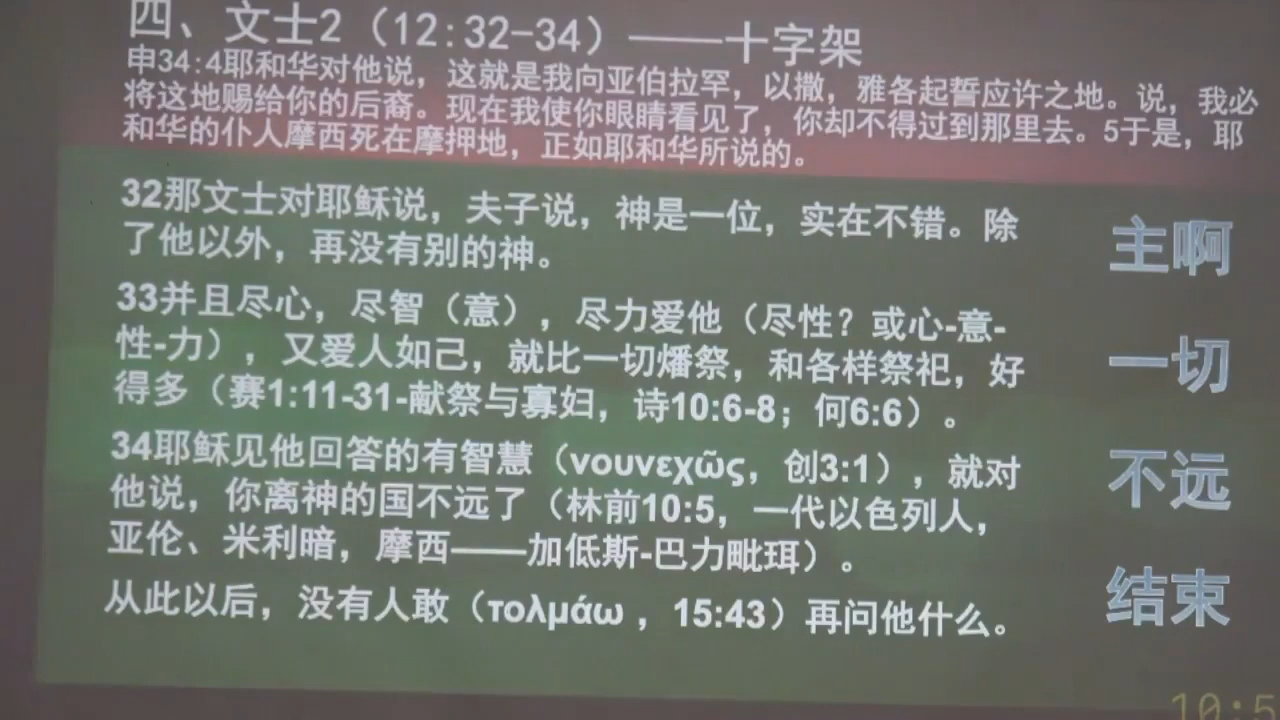 四、文士2（12:32-34）——十字架
申34:4耶和华对他说，这就是我向亚伯拉罕，以撒，雅各起誓应许之地。说，我必
将这地赐给你的后裔。现在我使你眼睛看见了，你却不得过到那里去。5于是，耶
和华的仆人摩西死在摩押地，正如耶和华所说的。
32那文士对耶稣说，夫子说，神是一位，实在不错。除
了他以外，再没有别的神。
33并且尽心，尽智（意），尽力爱他（尽性？或心-意-
性-力），又爱人如己，就比一切燔祭，和各样祭祀，好
得多（赛1:11-31-献祭与寡妇，诗10:6-8；何6:6）。
34耶稣见他回答的有智慧（νουνεχῶς，创3:1），就对
他说，你离神的国不远了（林前10:5，一代以色列人，
亚伦、米利暗，摩西——加低斯-巴力毗珥）。
从此以后，没有人敢（τολμάω，15:43）再问他什么。
主啊
一切
不远
结束
10:5